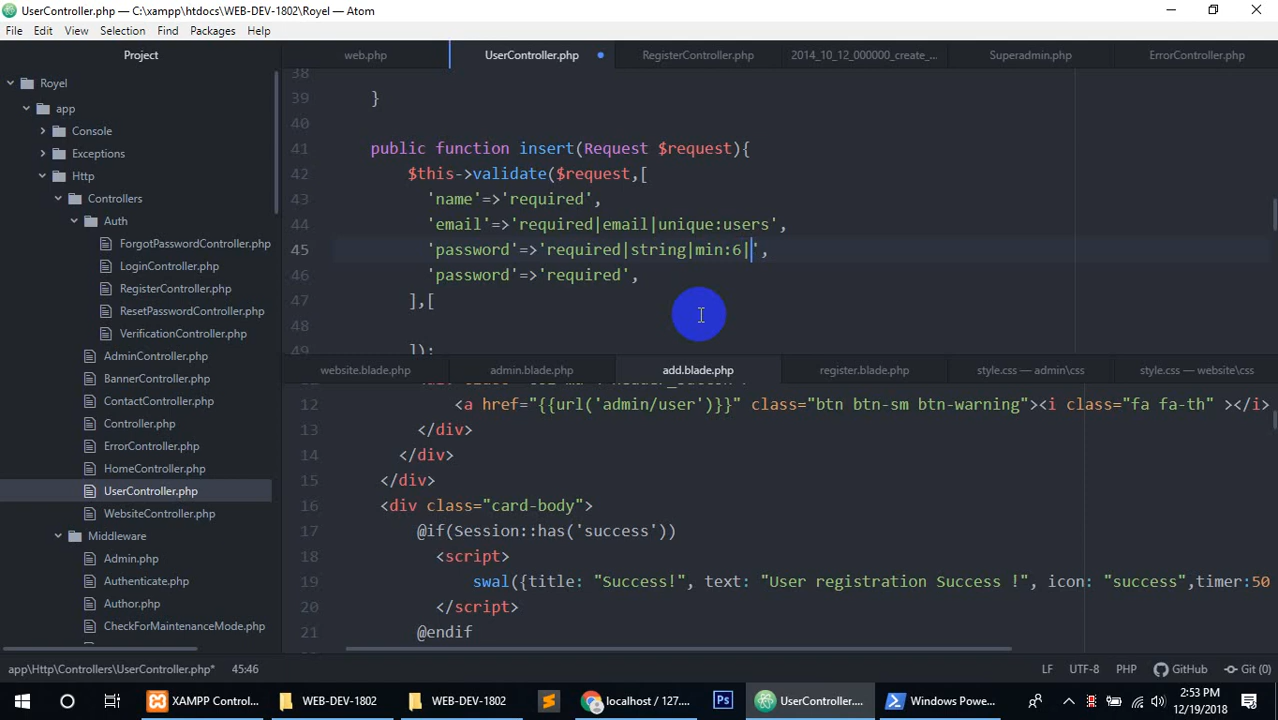 UserController.php — C:\xampp\htdocs\WEB-DEV-1802\Royel — Atom
File Edit View Selection Find Packages Help
Project
Royel
app
Console
Exceptions
Http
Controllers
Auth
ForgotPasswordController.php
LoginController.php
RegisterController.php
ResetPasswordController.php
VerificationController.php
AdminController.php
BannerController.php
ContactController.php
Controller.php
ErrorController.php
HomeController.php
UserController.php
WebsiteController.php
Middleware
Admin.php
Authenticate.php
Author.php
CheckForMaintenanceMode.php
web.php UserController.php RegisterController.php 2014_10_12_000000_create_... Superadmin.php ErrorController.php
38
39 }
40
41 public function insert(Request $request){
42 $this->validate($request,[
43 'name'=>'required',
44 'email'=>'required|email|unique:users',
45 'password'=>'required|string|min:6|',
46 'password'=>'required',
47 ],[
48
49 ]);
website.blade.php admin.blade.php add.blade.php register.blade.php style.css — admin\css style.css — website\css
12 <a href="{{url('admin/user')}}" class="btn btn-sm btn-warning"><i class="fa fa-th" ></i>
13 </div>
14 </div>
15 </div>
16 <div class="card-body">
17 @if(Session::has('success'))
18 <script>
19 swal({title: "Success!", text: "User registration Success !", icon: "success",timer:50
20 </script>
21 @endif
app\Http\Controllers\UserController.php* 45:46 LF UTF-8 PHP GitHub Git (0)
XAMPP Control... WEB-DEV-1802 WEB-DEV-1802 localhost / 127.... Ps UserController.... Windows Powe... 2:53 PM
12/19/2018